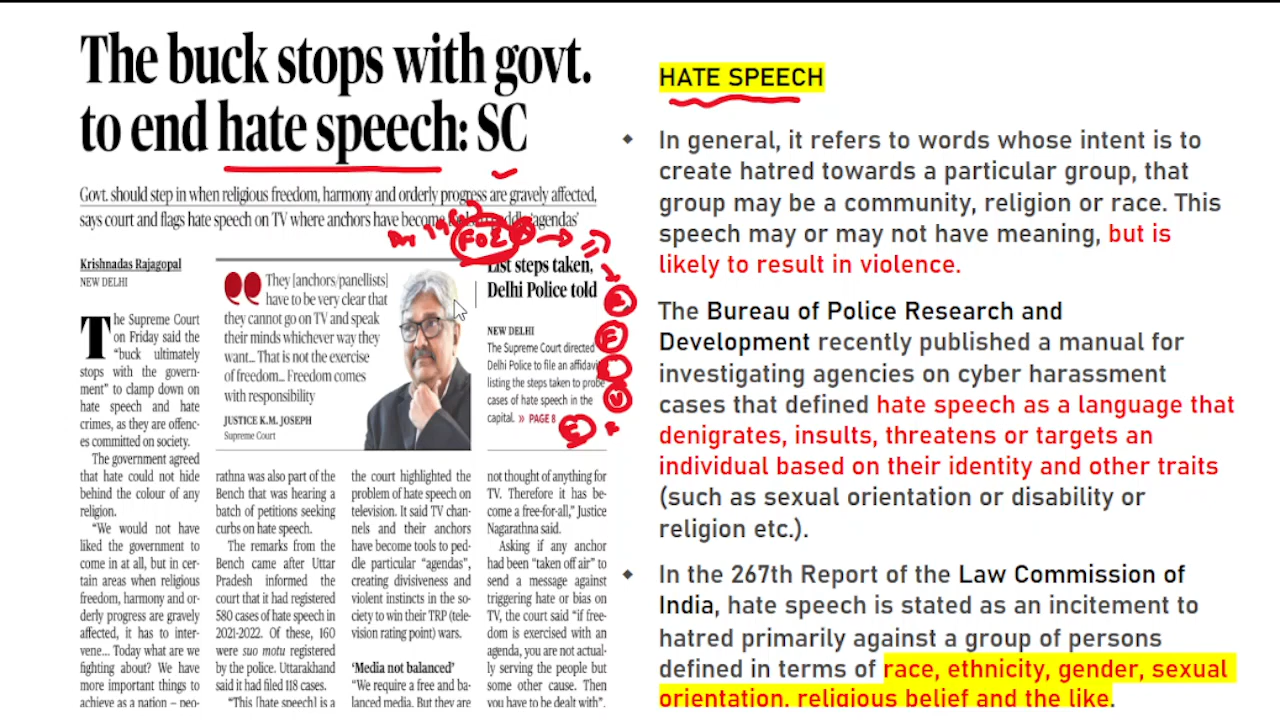 The buck stops with govt.
to end hate speech: SC
Govt. should step in when religious freedom, harmony and orderly progress are gravely affected,
says court and flags hate speech on TV where anchors have become 'agendas'
Krishnadas Rajagopal
NEW DELHI
The Supreme Court
on Friday said the
“buck ultimately
stops with the govern-
ment” to clamp down on
hate speech and hate
crimes, as they are offenc-
es committed on society.
The government agreed
that hate could not hide
behind the colour of any
religion.
“We would not have
liked the government to
come in at all, but in cer-
tain areas when religious
freedom, harmony and or-
derly progress are gravely
affected, it has to inter-
vene... Today what are we
fighting about? We have
more important things to
achieve as a nation – peo-
They [anchors/panellists]
have to be very clear that
they cannot go on TV and speak
their minds whichever way they
want... That is not the exercise
of freedom... Freedom comes
with responsibility
JUSTICE K.M. JOSEPH
Supreme Court
rathna was also part of the
Bench that was hearing a
batch of petitions seeking
curbs on hate speech.
The remarks from the
Bench came after Uttar
Pradesh informed the
court that it had registered
580 cases of hate speech in
2021-2022. Of these, 160
were suo motu registered
by the police. Uttarakhand
said it had filed 118 cases.
“This [hate speech] is a
the court highlighted the
problem of hate speech on
television. It said TV chan-
nels and their anchors
have become tools to ped-
dle particular “agendas”,
creating divisiveness and
violent instincts in the so-
ciety to win their TRP (tele-
vision rating point) wars.
‘Media not balanced’
“We require a free and ba-
lanced media. But they are
FOE
List steps taken,
Delhi Police told
NEW DELHI
The Supreme Court directed
Delhi Police to file an affidavit
listing the steps taken to probe
cases of hate speech in the
capital. » PAGE 8
not thought of anything for
TV. Therefore it has be-
come a free-for-all,” Justice
Nagarathna said.
Asking if any anchor
had been “taken off air” to
send a message against
triggering hate or bias on
TV, the court said “if free-
dom is exercised with an
agenda, you are not actual-
ly serving the people but
some other cause. Then
you have to be dealt with”.
HATE SPEECH
In general, it refers to words whose intent is to
create hatred towards a particular group, that
group may be a community, religion or race. This
speech may or may not have meaning, but is
likely to result in violence.
The Bureau of Police Research and
Development recently published a manual for
investigating agencies on cyber harassment
cases that defined hate speech as a language that
denigrates, insults, threatens or targets an
individual based on their identity and other traits
(such as sexual orientation or disability or
religion etc.).
In the 267th Report of the Law Commission of
India, hate speech is stated as an incitement to
hatred primarily against a group of persons
defined in terms of race, ethnicity, gender, sexual
orientation, religious belief and the like.